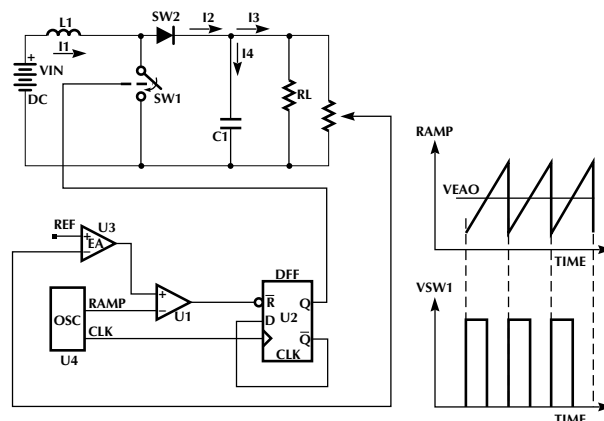 L1
SW2
I1
I2
I3
I4
+
VIN
DC
SW1
C1
RL
REF
U3
+
EA
−
RAMP
+
−
U1
OSC
CLK
U4
DFF
R̅
Q
D
U2
Q̅
CLK
RAMP
VEAO
TIME
VSW1
TIME